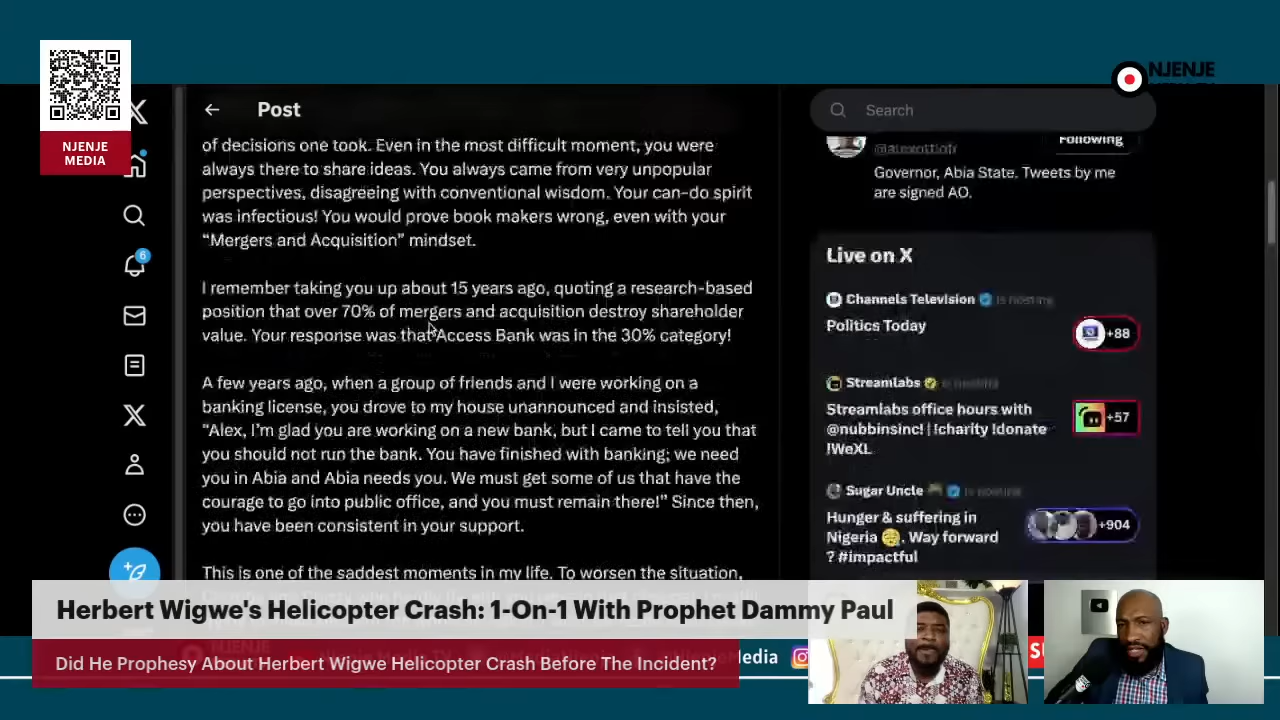 NJENJE
MEDIA
NJENJE
Post
of decisions one took. Even in the most difficult moment, you were
always there to share ideas. You always came from very unpopular
perspectives, disagreeing with conventional wisdom. Your can-do spirit
was infectious! You would prove book makers wrong, even with your
“Mergers and Acquisition” mindset.
I remember taking you up about 15 years ago, quoting a research-based
position that over 70% of mergers and acquisition destroy shareholder
value. Your response was that Access Bank was in the 30% category!
A few years ago, when a group of friends and I were working on a
banking license, you drove to my house unannounced and insisted,
“Alex, I’m glad you are working on a new bank, but I came to tell you that
you should not run the bank. You have finished with banking; we need
you in Abia and Abia needs you. We must get some of us that have the
courage to go into public office, and you must remain there!” Since then,
you have been consistent in your support.
This is one of the saddest moments in my life. To worsen the situation,
6
Search
Following
@alexottiofr
Governor, Abia State. Tweets by me
are signed AO.
Live on X
Channels Television is hosting
Politics Today
+88
Streamlabs is hosting
Streamlabs office hours with
@nubbinsinc! | !charity !donate
!WeXL
+57
Sugar Uncle is hosting
Hunger & suffering in
Nigeria 😔. Way forward
? #impactful
+904
Herbert Wigwe's Helicopter Crash: 1-On-1 With Prophet Dammy Paul
Did He Prophesy About Herbert Wigwe Helicopter Crash Before The Incident?